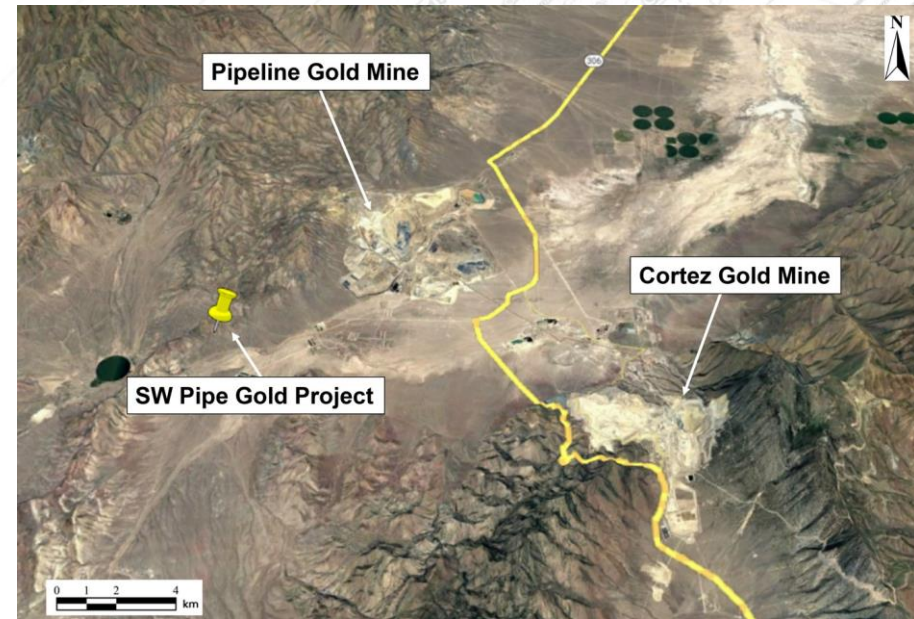 N
306
Pipeline Gold Mine
Cortez Gold Mine
SW Pipe Gold Project
0 1 2 4
km